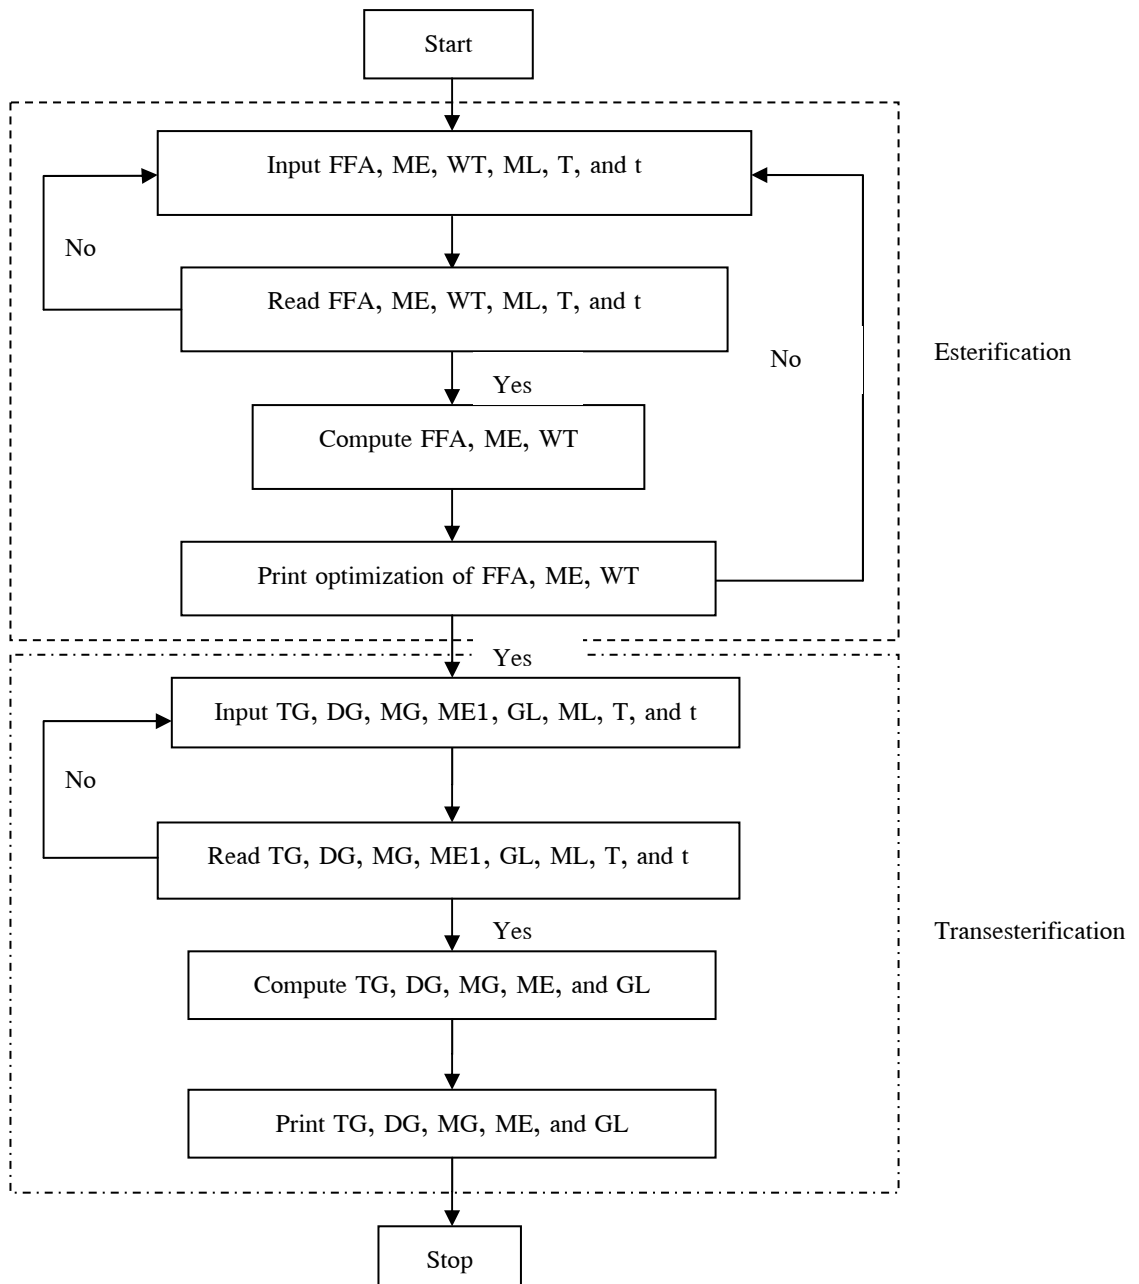 Start
Input FFA, ME, WT, ML, T, and t
No
Read FFA, ME, WT, ML, T, and t
No
Esterification
Yes
Compute FFA, ME, WT
Print optimization of FFA, ME, WT
Yes
Input TG, DG, MG, ME1, GL, ML, T, and t
No
Read TG, DG, MG, ME1, GL, ML, T, and t
Yes
Transesterification
Compute TG, DG, MG, ME, and GL
Print TG, DG, MG, ME, and GL
Stop